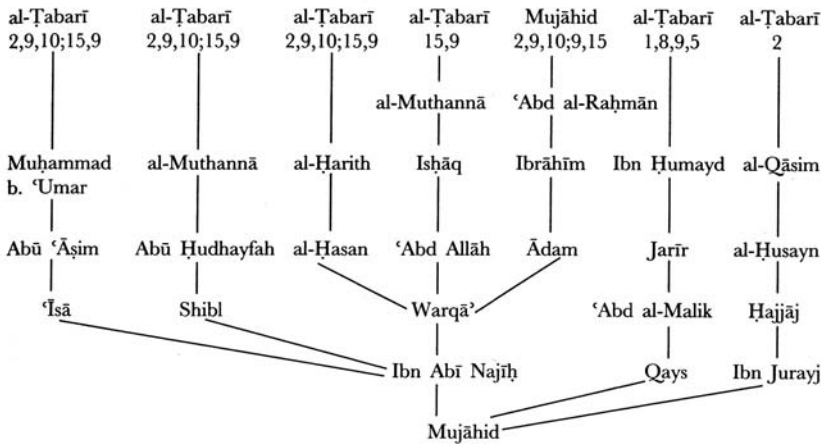 al-Ṭabarī al-Ṭabarī al-Ṭabarī al-Ṭabarī Mujāhid al-Ṭabarī al-Ṭabarī
2,9,10;15,9 2,9,10;15,9 2,9,10;15,9 15,9 2,9,10;9,15 1,8,9,5 2
al-Muthannā ʿAbd al-Raḥmān
Muḥammad al-Muthannā al-Ḥarith Isḥāq Ibrāhīm Ibn Ḥumayd al-Qāsim
b. ʿUmar
Abū ʿĀṣim Abū Ḥudhayfah al-Ḥasan ʿAbd Allāh Ādam Jarīr al-Ḥusayn
ʿĪsā Shibl Warqāʾ ʿAbd al-Malik Ḥajjāj
Ibn Abī Najīḥ Qays Ibn Jurayj
Mujāhid